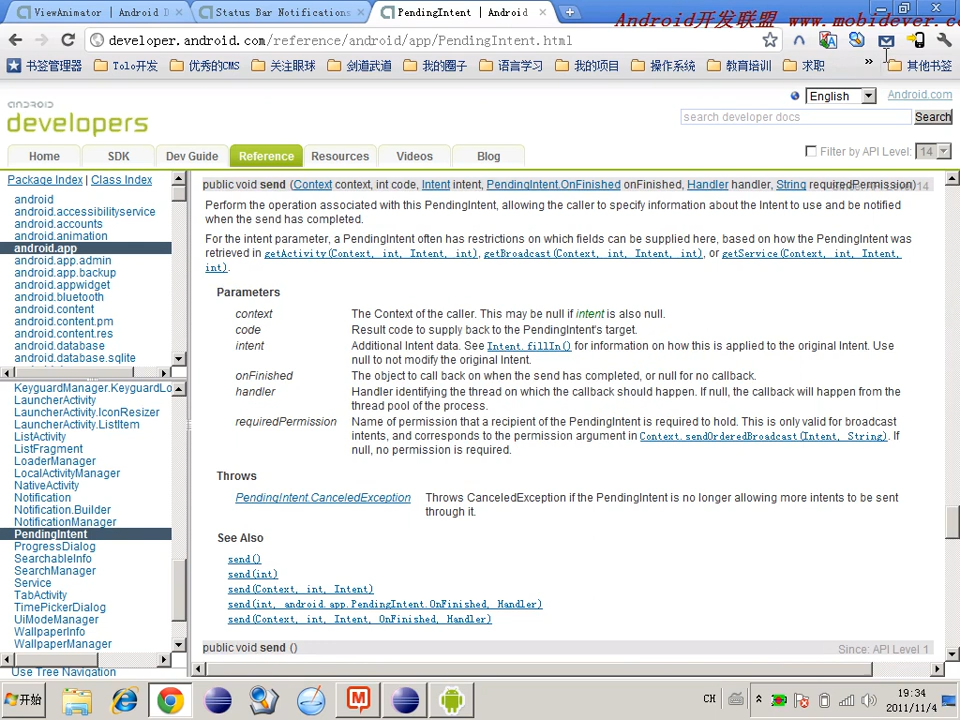 ViewAnimator | Android D
Status Bar Notifications
PendingIntent | Android
Android开发联盟 www.mobidever.c
developer.android.com/reference/android/app/PendingIntent.html
书签管理器 Tolo开发 优秀的CMS 关注眼球 剑道武道 我的圈子 语言学习 我的项目 操作系统 教育培训 求职 » 其他书签
English Android.com
android
developers
search developer docs Search
Home SDK Dev Guide Reference Resources Videos Blog
Filter by API Level: 14
Package Index | Class Index
android
android.accessibilityservice
android.accounts
android.animation
android.app
android.app.admin
android.app.backup
android.appwidget
android.bluetooth
android.content
android.content.pm
android.content.res
android.database
android.database.sqlite
KeyguardManager.KeyguardLo
LauncherActivity
LauncherActivity.IconResizer
LauncherActivity.ListItem
ListActivity
ListFragment
LoaderManager
LocalActivityManager
NativeActivity
Notification
Notification.Builder
NotificationManager
PendingIntent
ProgressDialog
SearchableInfo
SearchManager
Service
TabActivity
TimePickerDialog
UiModeManager
WallpaperInfo
WallpaperManager
Use Tree Navigation
public void send (Context context, int code, Intent intent, PendingIntent.OnFinished onFinished, Handler handler, String requiredPermission)
Perform the operation associated with this PendingIntent, allowing the caller to specify information about the Intent to use and be notified
when the send has completed.
For the intent parameter, a PendingIntent often has restrictions on which fields can be supplied here, based on how the PendingIntent was
retrieved in getActivity(Context, int, Intent, int), getBroadcast(Context, int, Intent, int), or getService(Context, int, Intent,
int).
Parameters
context The Context of the caller. This may be null if intent is also null.
code Result code to supply back to the PendingIntent's target.
intent Additional Intent data. See Intent.fillIn() for information on how this is applied to the original Intent. Use
null to not modify the original Intent.
onFinished The object to call back on when the send has completed, or null for no callback.
handler Handler identifying the thread on which the callback should happen. If null, the callback will happen from the
thread pool of the process.
requiredPermission Name of permission that a recipient of the PendingIntent is required to hold. This is only valid for broadcast
intents, and corresponds to the permission argument in Context.sendOrderedBroadcast(Intent, String). If
null, no permission is required.
Throws
PendingIntent.CanceledException Throws CanceledException if the PendingIntent is no longer allowing more intents to be sent
through it.
See Also
send()
send(int)
send(Context, int, Intent)
send(int, android.app.PendingIntent.OnFinished, Handler)
send(Context, int, Intent, OnFinished, Handler)
public void send () Since: API Level 1
开始
CH
19:34
2011/11/4